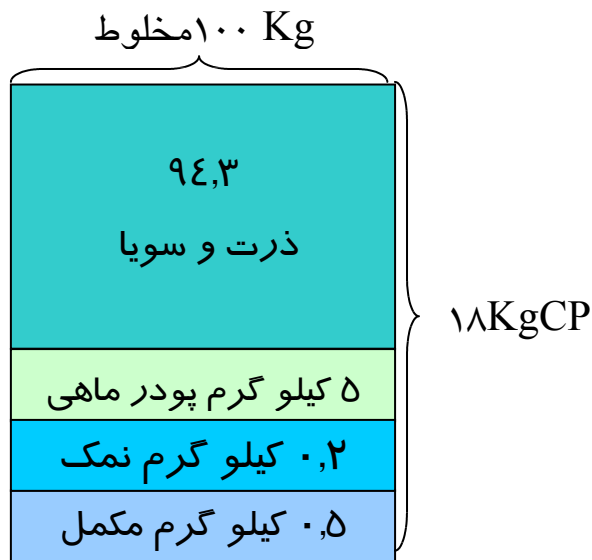 ۱۰۰ Kg مخلوط
۹٤,۳
ذرت و سویا
۱۸KgCP
۵ کیلو گرم پودر ماهی
۰,۲ کیلو گرم نمک
۰,۵ کیلو گرم مکمل